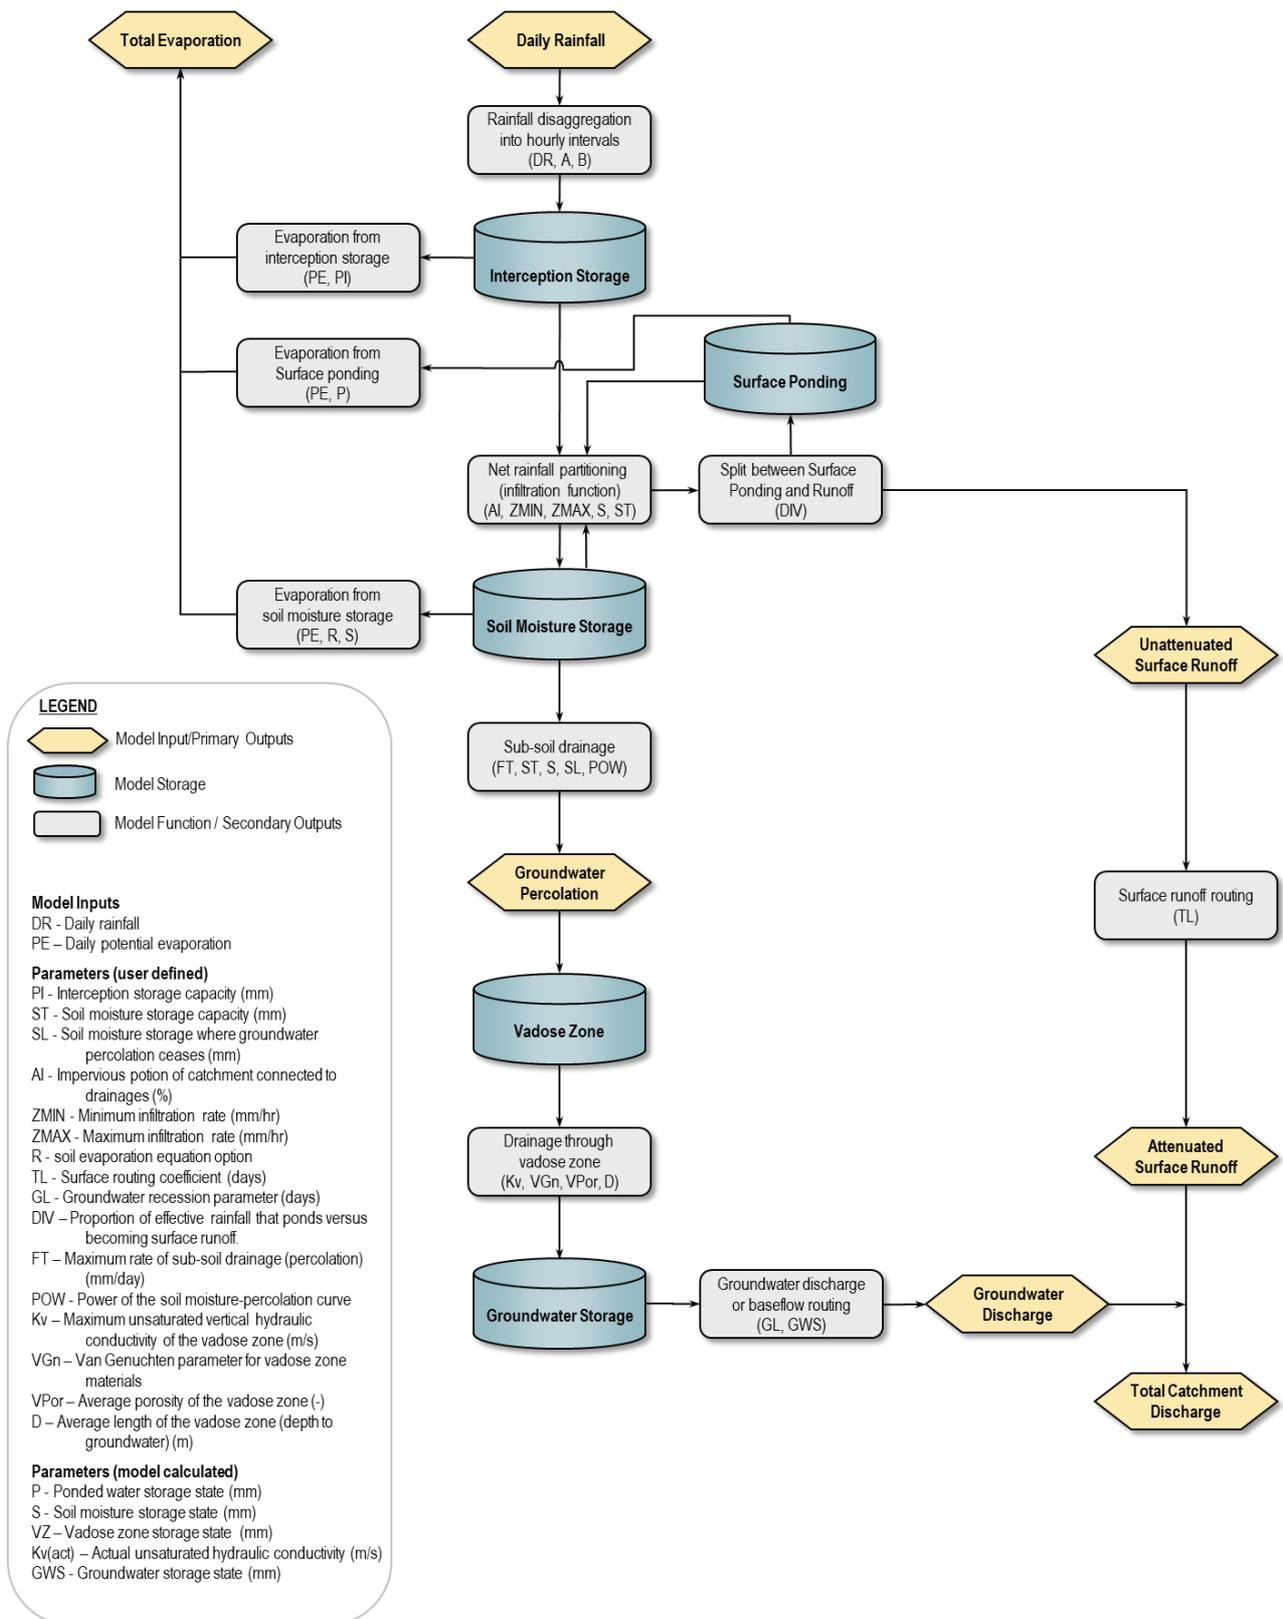 Total Evaporation
Daily Rainfall
Rainfall disaggregation
into hourly intervals
(DR, A, B)
Evaporation from
interception storage
(PE, PI)
Interception Storage
Evaporation from
Surface ponding
(PE, P)
Surface Ponding
Net rainfall partitioning
(infiltration function)
(AI, ZMIN, ZMAX, S, ST)
Split between Surface
Ponding and Runoff
(DIV)
Evaporation from
soil moisture storage
(PE, R, S)
Soil Moisture Storage
Unattenuated
Surface Runoff
Sub-soil drainage
(FT, ST, S, SL, POW)
Groundwater
Percolation
Surface runoff routing
(TL)
Vadose Zone
Drainage through
vadose zone
(Kv, VGn, VPor, D)
Attenuated
Surface Runoff
Groundwater Storage
Groundwater discharge
or baseflow routing
(GL, GWS)
Groundwater
Discharge
Total Catchment
Discharge
LEGEND
Model Input/Primary Outputs
Model Storage
Model Function / Secondary Outputs
Model Inputs
DR - Daily rainfall
PE – Daily potential evaporation
Parameters (user defined)
PI - Interception storage capacity (mm)
ST - Soil moisture storage capacity (mm)
SL - Soil moisture storage where groundwater
percolation ceases (mm)
AI - Impervious potion of catchment connected to
drainages (%)
ZMIN - Minimum infiltration rate (mm/hr)
ZMAX - Maximum infiltration rate (mm/hr)
R - soil evaporation equation option
TL - Surface routing coefficient (days)
GL - Groundwater recession parameter (days)
DIV – Proportion of effective rainfall that ponds versus
becoming surface runoff.
FT – Maximum rate of sub-soil drainage (percolation)
(mm/day)
POW - Power of the soil moisture-percolation curve
Kv – Maximum unsaturated vertical hydraulic
conductivity of the vadose zone (m/s)
VGn – Van Genuchten parameter for vadose zone
materials
VPor – Average porosity of the vadose zone (-)
D – Average length of the vadose zone (depth to
groundwater) (m)
Parameters (model calculated)
P - Ponded water storage state (mm)
S - Soil moisture storage state (mm)
VZ – Vadose zone storage state (mm)
Kv(act) – Actual unsaturated hydraulic conductivity (m/s)
GWS - Groundwater storage state (mm)